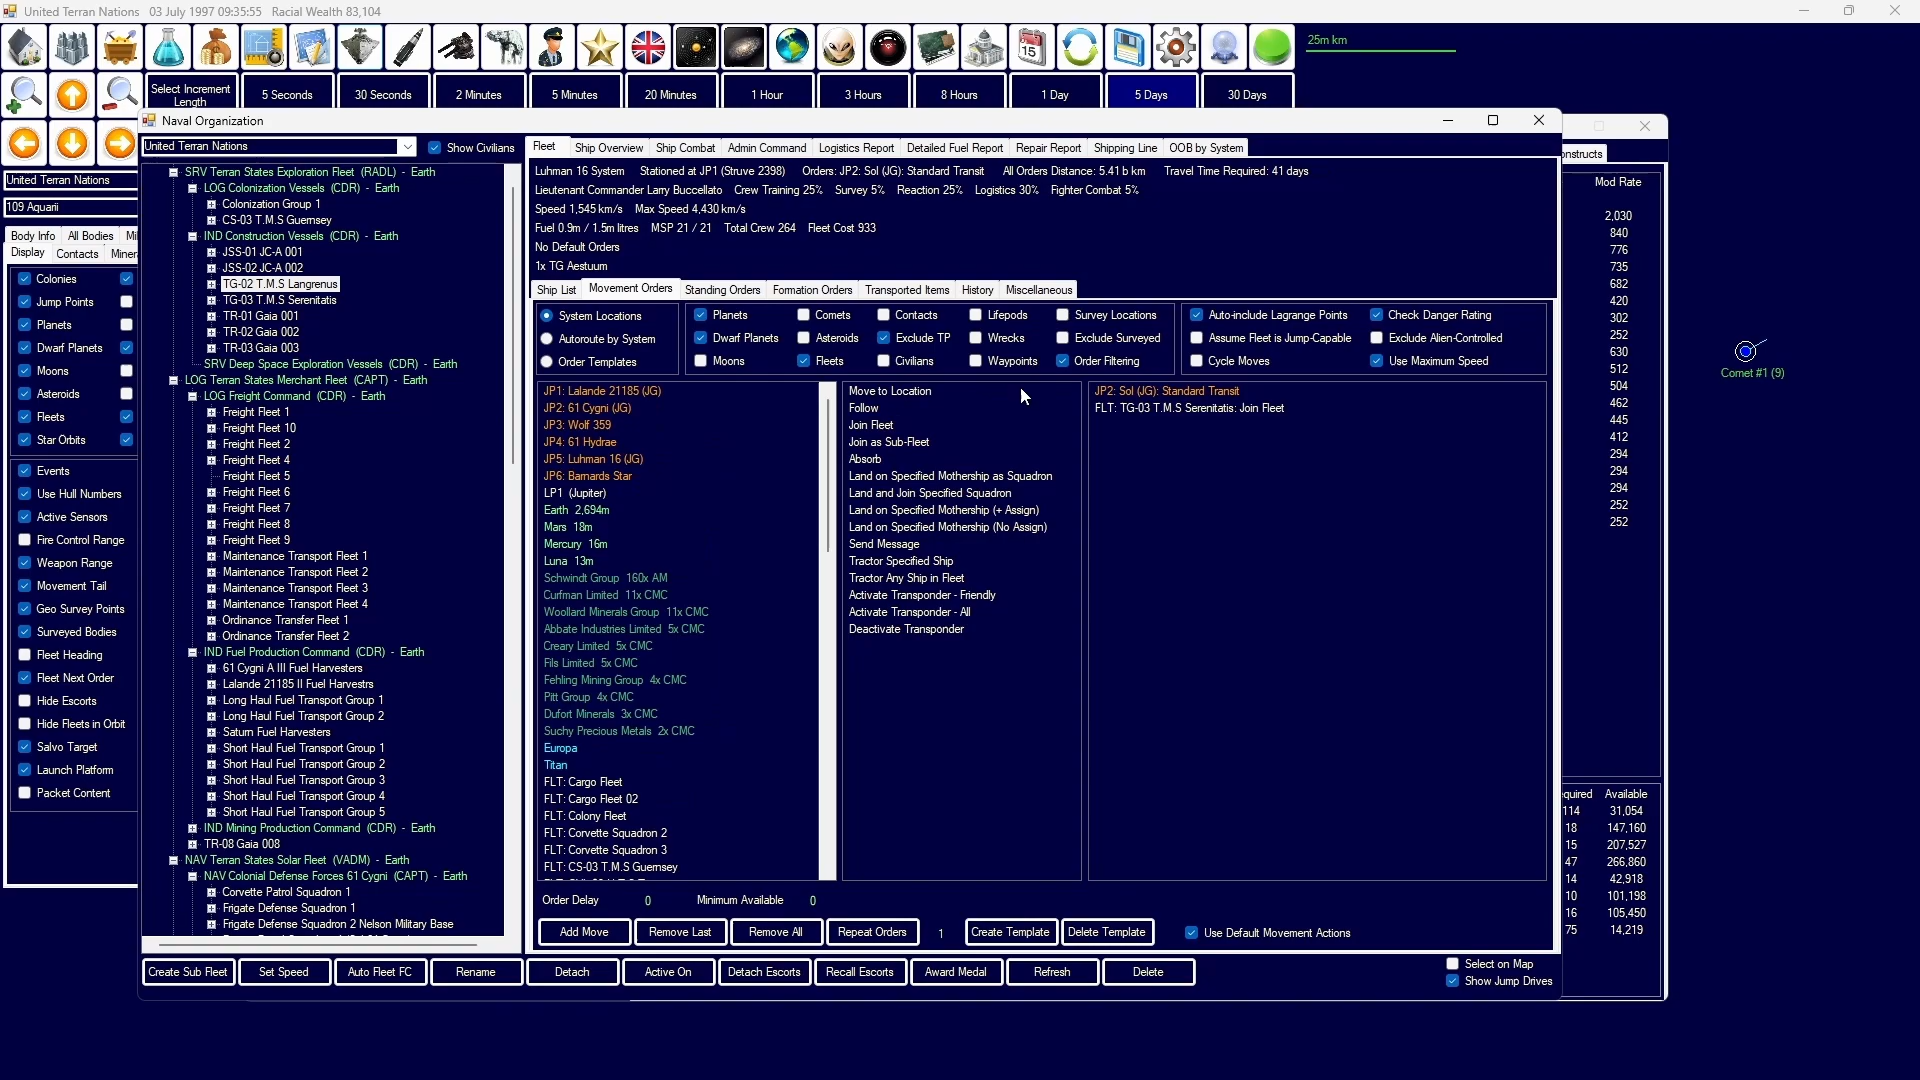 United Terran Nations   03 July 1997 09:35:55   Racial Wealth 83,104
25m km
Select Increment Length
5 Seconds
30 Seconds
2 Minutes
5 Minutes
20 Minutes
1 Hour
3 Hours
8 Hours
1 Day
5 Days
30 Days
Naval Organization
United Terran Nations
Show Civilians
Fleet
Ship Overview
Ship Combat
Admin Command
Logistics Report
Detailed Fuel Report
Repair Report
Shipping Line
OOB by System
United Terran Nations
109 Aquarii
Body Info
All Bodies
Display
Contacts
Colonies
Jump Points
Planets
Dwarf Planets
Moons
Asteroids
Fleets
Star Orbits
Events
Use Hull Numbers
Active Sensors
Fire Control Range
Weapon Range
Movement Tail
Geo Survey Points
Surveyed Bodies
Fleet Heading
Fleet Next Order
Hide Escorts
Hide Fleets in Orbit
Salvo Target
Launch Platform
Packet Content
SRV Terran States Exploration Fleet (RADL) - Earth
LOG Colonization Vessels (CDR) - Earth
Colonization Group 1
CS-03 T.M.S Guernsey
IND Construction Vessels (CDR) - Earth
JSS-01 JC-A 001
JSS-02 JC-A 002
TG-02 T.M.S Langrenus
TG-03 T.M.S Serenitatis
TR-01 Gaia 001
TR-02 Gaia 002
TR-03 Gaia 003
SRV Deep Space Exploration Vessels (CDR) - Earth
LOG Terran States Merchant Fleet (CAPT) - Earth
LOG Freight Command (CDR) - Earth
Freight Fleet 1
Freight Fleet 10
Freight Fleet 2
Freight Fleet 4
Freight Fleet 5
Freight Fleet 6
Freight Fleet 7
Freight Fleet 8
Freight Fleet 9
Maintenance Transport Fleet 1
Maintenance Transport Fleet 2
Maintenance Transport Fleet 3
Maintenance Transport Fleet 4
Ordinance Transfer Fleet 1
Ordinance Transfer Fleet 2
IND Fuel Production Command (CDR) - Earth
61 Cygni A III Fuel Harvesters
Lalande 21185 II Fuel Harvestrs
Long Haul Fuel Transport Group 1
Long Haul Fuel Transport Group 2
Saturn Fuel Harvesters
Short Haul Fuel Transport Group 1
Short Haul Fuel Transport Group 2
Short Haul Fuel Transport Group 3
Short Haul Fuel Transport Group 4
Short Haul Fuel Transport Group 5
IND Mining Production Command (CDR) - Earth
TR-08 Gaia 008
NAV Terran States Solar Fleet (VADM) - Earth
NAV Colonial Defense Forces 61 Cygni (CAPT) - Earth
Corvette Patrol Squadron 1
Frigate Defense Squadron 1
Frigate Defense Squadron 2 Nelson Military Base
Luhman 16 System   Stationed at JP1 (Struve 2398)   Orders: JP2: Sol (JG): Standard Transit   All Orders Distance: 5.41 b km   Travel Time Required: 41 days
Lieutenant Commander Larry Buccellato   Crew Training 25%   Survey 5%   Reaction 25%   Logistics 30%   Fighter Combat 5%
Speed 1,545 km/s   Max Speed 4,430 km/s
Fuel 0.9m / 1.5m litres   MSP 21 / 21   Total Crew 264   Fleet Cost 933
No Default Orders
1x TG Aestuum
Ship List
Movement Orders
Standing Orders
Formation Orders
Transported Items
History
Miscellaneous
System Locations
Autoroute by System
Order Templates
Planets
Comets
Contacts
Lifepods
Survey Locations
Dwarf Planets
Asteroids
Exclude TP
Wrecks
Exclude Surveyed
Moons
Fleets
Civilians
Waypoints
Order Filtering
Auto-include Lagrange Points
Check Danger Rating
Assume Fleet is Jump-Capable
Exclude Alien-Controlled
Cycle Moves
Use Maximum Speed
JP1: Lalande 21185 (JG)
JP2: 61 Cygni (JG)
JP3: Wolf 359
JP4: 61 Hydrae
JP5: Luhman 16 (JG)
JP6: Barnards Star
LP1 (Jupiter)
Earth 2,694m
Mars 18m
Mercury 16m
Luna 13m
Schwindt Group 160x AM
Curfman Limited 11x CMC
Woollard Minerals Group 11x CMC
Abbate Industries Limited 5x CMC
Creary Limited 5x CMC
Fils Limited 5x CMC
Fehling Mining Group 4x CMC
Pitt Group 4x CMC
Dufort Minerals 3x CMC
Suchy Precious Metals 2x CMC
Europa
Titan
FLT: Cargo Fleet
FLT: Cargo Fleet 02
FLT: Colony Fleet
FLT: Corvette Squadron 2
FLT: Corvette Squadron 3
FLT: CS-03 T.M.S Guernsey
Move to Location
Follow
Join Fleet
Join as Sub-Fleet
Absorb
Land on Specified Mothership as Squadron
Land and Join Specified Squadron
Land on Specified Mothership (+ Assign)
Land on Specified Mothership (No Assign)
Send Message
Tractor Specified Ship
Tractor Any Ship in Fleet
Activate Transponder - Friendly
Activate Transponder - All
Deactivate Transponder
JP2: Sol (JG): Standard Transit
FLT: TG-03 T.M.S Serenitatis: Join Fleet
Order Delay 0
Minimum Available 0
Add Move
Remove Last
Remove All
Repeat Orders
1
Create Template
Delete Template
Use Default Movement Actions
Create Sub Fleet
Set Speed
Auto Fleet FC
Rename
Detach
Active On
Detach Escorts
Recall Escorts
Award Medal
Refresh
Delete
Select on Map
Show Jump Drives
Mod Rate
2,030
840
776
735
682
420
302
252
630
512
504
462
445
412
294
294
294
252
252
Available
114 31,054
18 147,160
15 207,527
47 266,860
14 42,918
10 101,198
16 105,450
75 14,219
Comet #1 (9)